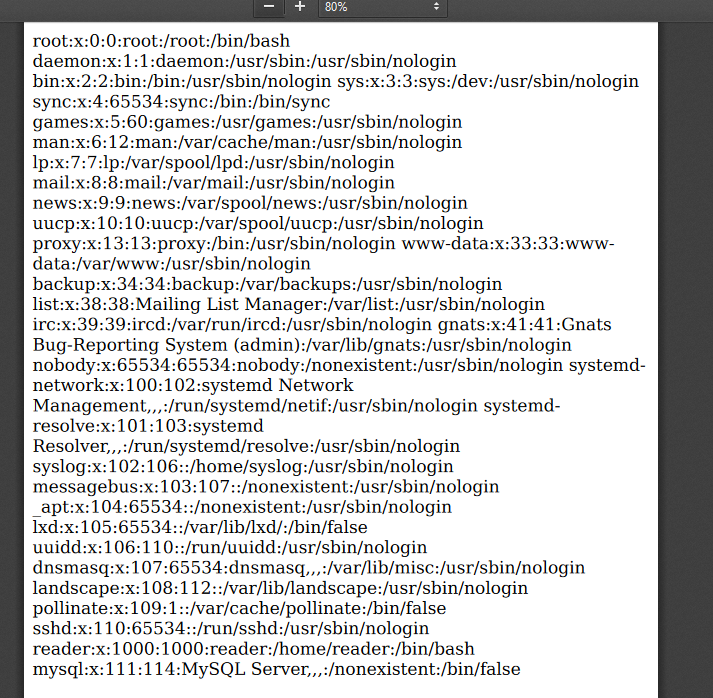 80%
root:x:0:0:root:/root:/bin/bash
daemon:x:1:1:daemon:/usr/sbin:/usr/sbin/nologin
bin:x:2:2:bin:/bin:/usr/sbin/nologin sys:x:3:3:sys:/dev:/usr/sbin/nologin
sync:x:4:65534:sync:/bin:/bin/sync
games:x:5:60:games:/usr/games:/usr/sbin/nologin
man:x:6:12:man:/var/cache/man:/usr/sbin/nologin
lp:x:7:7:lp:/var/spool/lpd:/usr/sbin/nologin
mail:x:8:8:mail:/var/mail:/usr/sbin/nologin
news:x:9:9:news:/var/spool/news:/usr/sbin/nologin
uucp:x:10:10:uucp:/var/spool/uucp:/usr/sbin/nologin
proxy:x:13:13:proxy:/bin:/usr/sbin/nologin www-data:x:33:33:www-
data:/var/www:/usr/sbin/nologin
backup:x:34:34:backup:/var/backups:/usr/sbin/nologin
list:x:38:38:Mailing List Manager:/var/list:/usr/sbin/nologin
irc:x:39:39:ircd:/var/run/ircd:/usr/sbin/nologin gnats:x:41:41:Gnats
Bug-Reporting System (admin):/var/lib/gnats:/usr/sbin/nologin
nobody:x:65534:65534:nobody:/nonexistent:/usr/sbin/nologin systemd-
network:x:100:102:systemd Network
Management,,,:/run/systemd/netif:/usr/sbin/nologin systemd-
resolve:x:101:103:systemd
Resolver,,,:/run/systemd/resolve:/usr/sbin/nologin
syslog:x:102:106::/home/syslog:/usr/sbin/nologin
messagebus:x:103:107::/nonexistent:/usr/sbin/nologin
_apt:x:104:65534::/nonexistent:/usr/sbin/nologin
lxd:x:105:65534::/var/lib/lxd/:/bin/false
uuidd:x:106:110::/run/uuidd:/usr/sbin/nologin
dnsmasq:x:107:65534:dnsmasq,,,:/var/lib/misc:/usr/sbin/nologin
landscape:x:108:112::/var/lib/landscape:/usr/sbin/nologin
pollinate:x:109:1::/var/cache/pollinate:/bin/false
sshd:x:110:65534::/run/sshd:/usr/sbin/nologin
reader:x:1000:1000:reader:/home/reader:/bin/bash
mysql:x:111:114:MySQL Server,,,:/nonexistent:/bin/false